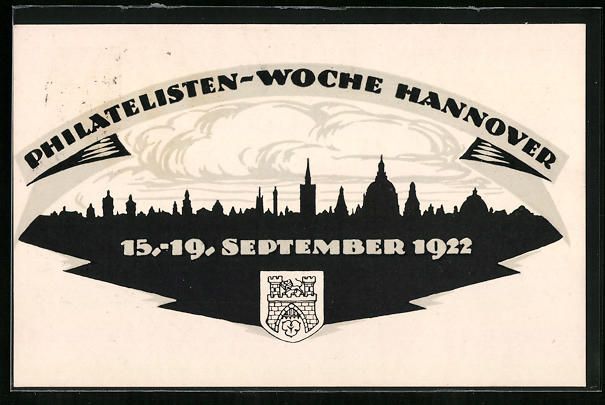 PHILATELISTEN-WOCHE HANNOVER
15.-19. SEPTEMBER 1922